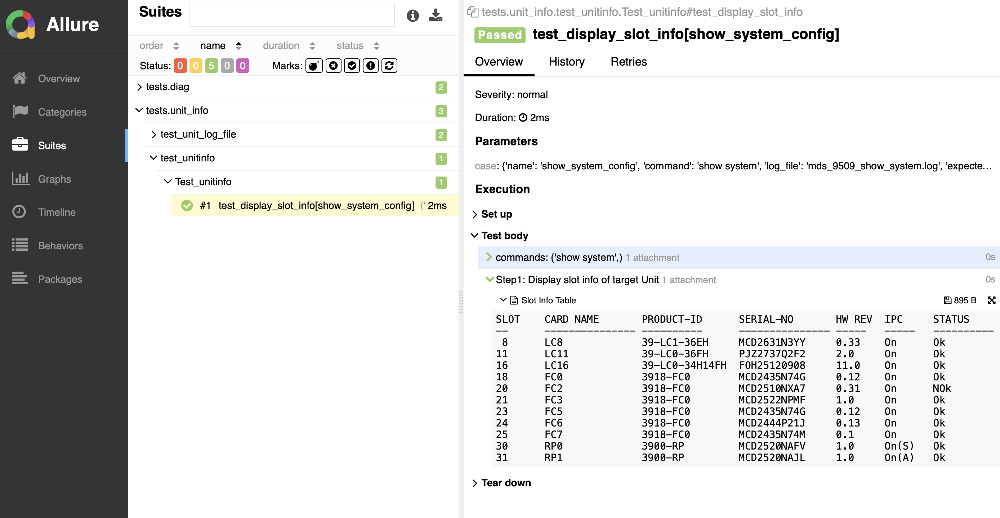 Allure
Overview
Categories
Suites
Graphs
Timeline
Behaviors
Packages
Suites
order name duration status
Status: 0 0 5 0 0 Marks:
tests.diag 2
tests.unit_info 3
test_unit_log_file 2
test_unitinfo 1
Test_unitinfo 1
#1 test_display_slot_info[show_system_config] {' 2ms
tests.unit_info.test_unitinfo.Test_unitinfo#test_display_slot_info
Passed test_display_slot_info[show_system_config]
Overview History Retries
Severity: normal
Duration: 2ms
Parameters
case: {'name': 'show_system_config', 'command': 'show system', 'log_file': 'mds_9509_show_system.log', 'expecte...
Execution
Set up
Test body
commands: ('show system',) 1 attachment 0s
Step1: Display slot info of target Unit 1 attachment 0s
Slot Info Table 895 B
SLOT CARD NAME PRODUCT-ID SERIAL-NO HW REV IPC STATUS
-- --------------- ---------- --------------- ----- ----- ----------
8 LC8 39-LC1-36EH MCD2631N3YY 0.33 On Ok
11 LC11 39-LC0-36FH PJZ2737Q2F2 2.0 On Ok
16 LC16 39-LC0-34H14FH FOH25120908 11.0 On Ok
18 FC0 3918-FC0 MCD2435N74G 0.12 On Ok
20 FC2 3918-FC0 MCD2510NXA7 0.31 On NOk
21 FC3 3918-FC0 MCD2522NPMF 1.0 On Ok
23 FC5 3918-FC0 MCD2435N74G 0.12 On Ok
24 FC6 3918-FC0 MCD2444P21J 0.13 On Ok
25 FC7 3918-FC0 MCD2435N74M 0.1 On Ok
30 RP0 3900-RP MCD2520NAFV 1.0 On(S) Ok
31 RP1 3900-RP MCD2520NAJL 1.0 On(A) Ok
Tear down